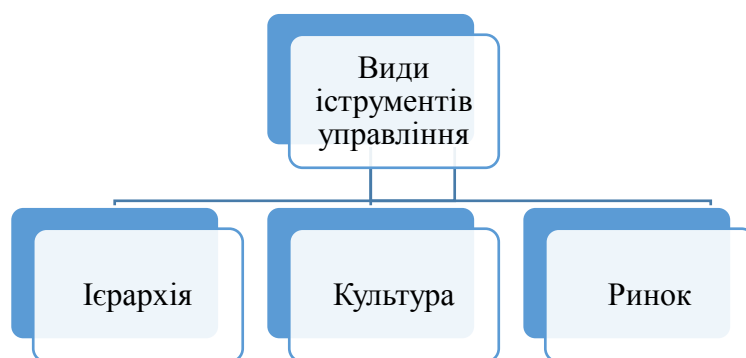 Види
іструментів
управління
Ієрархія
Культура
Ринок